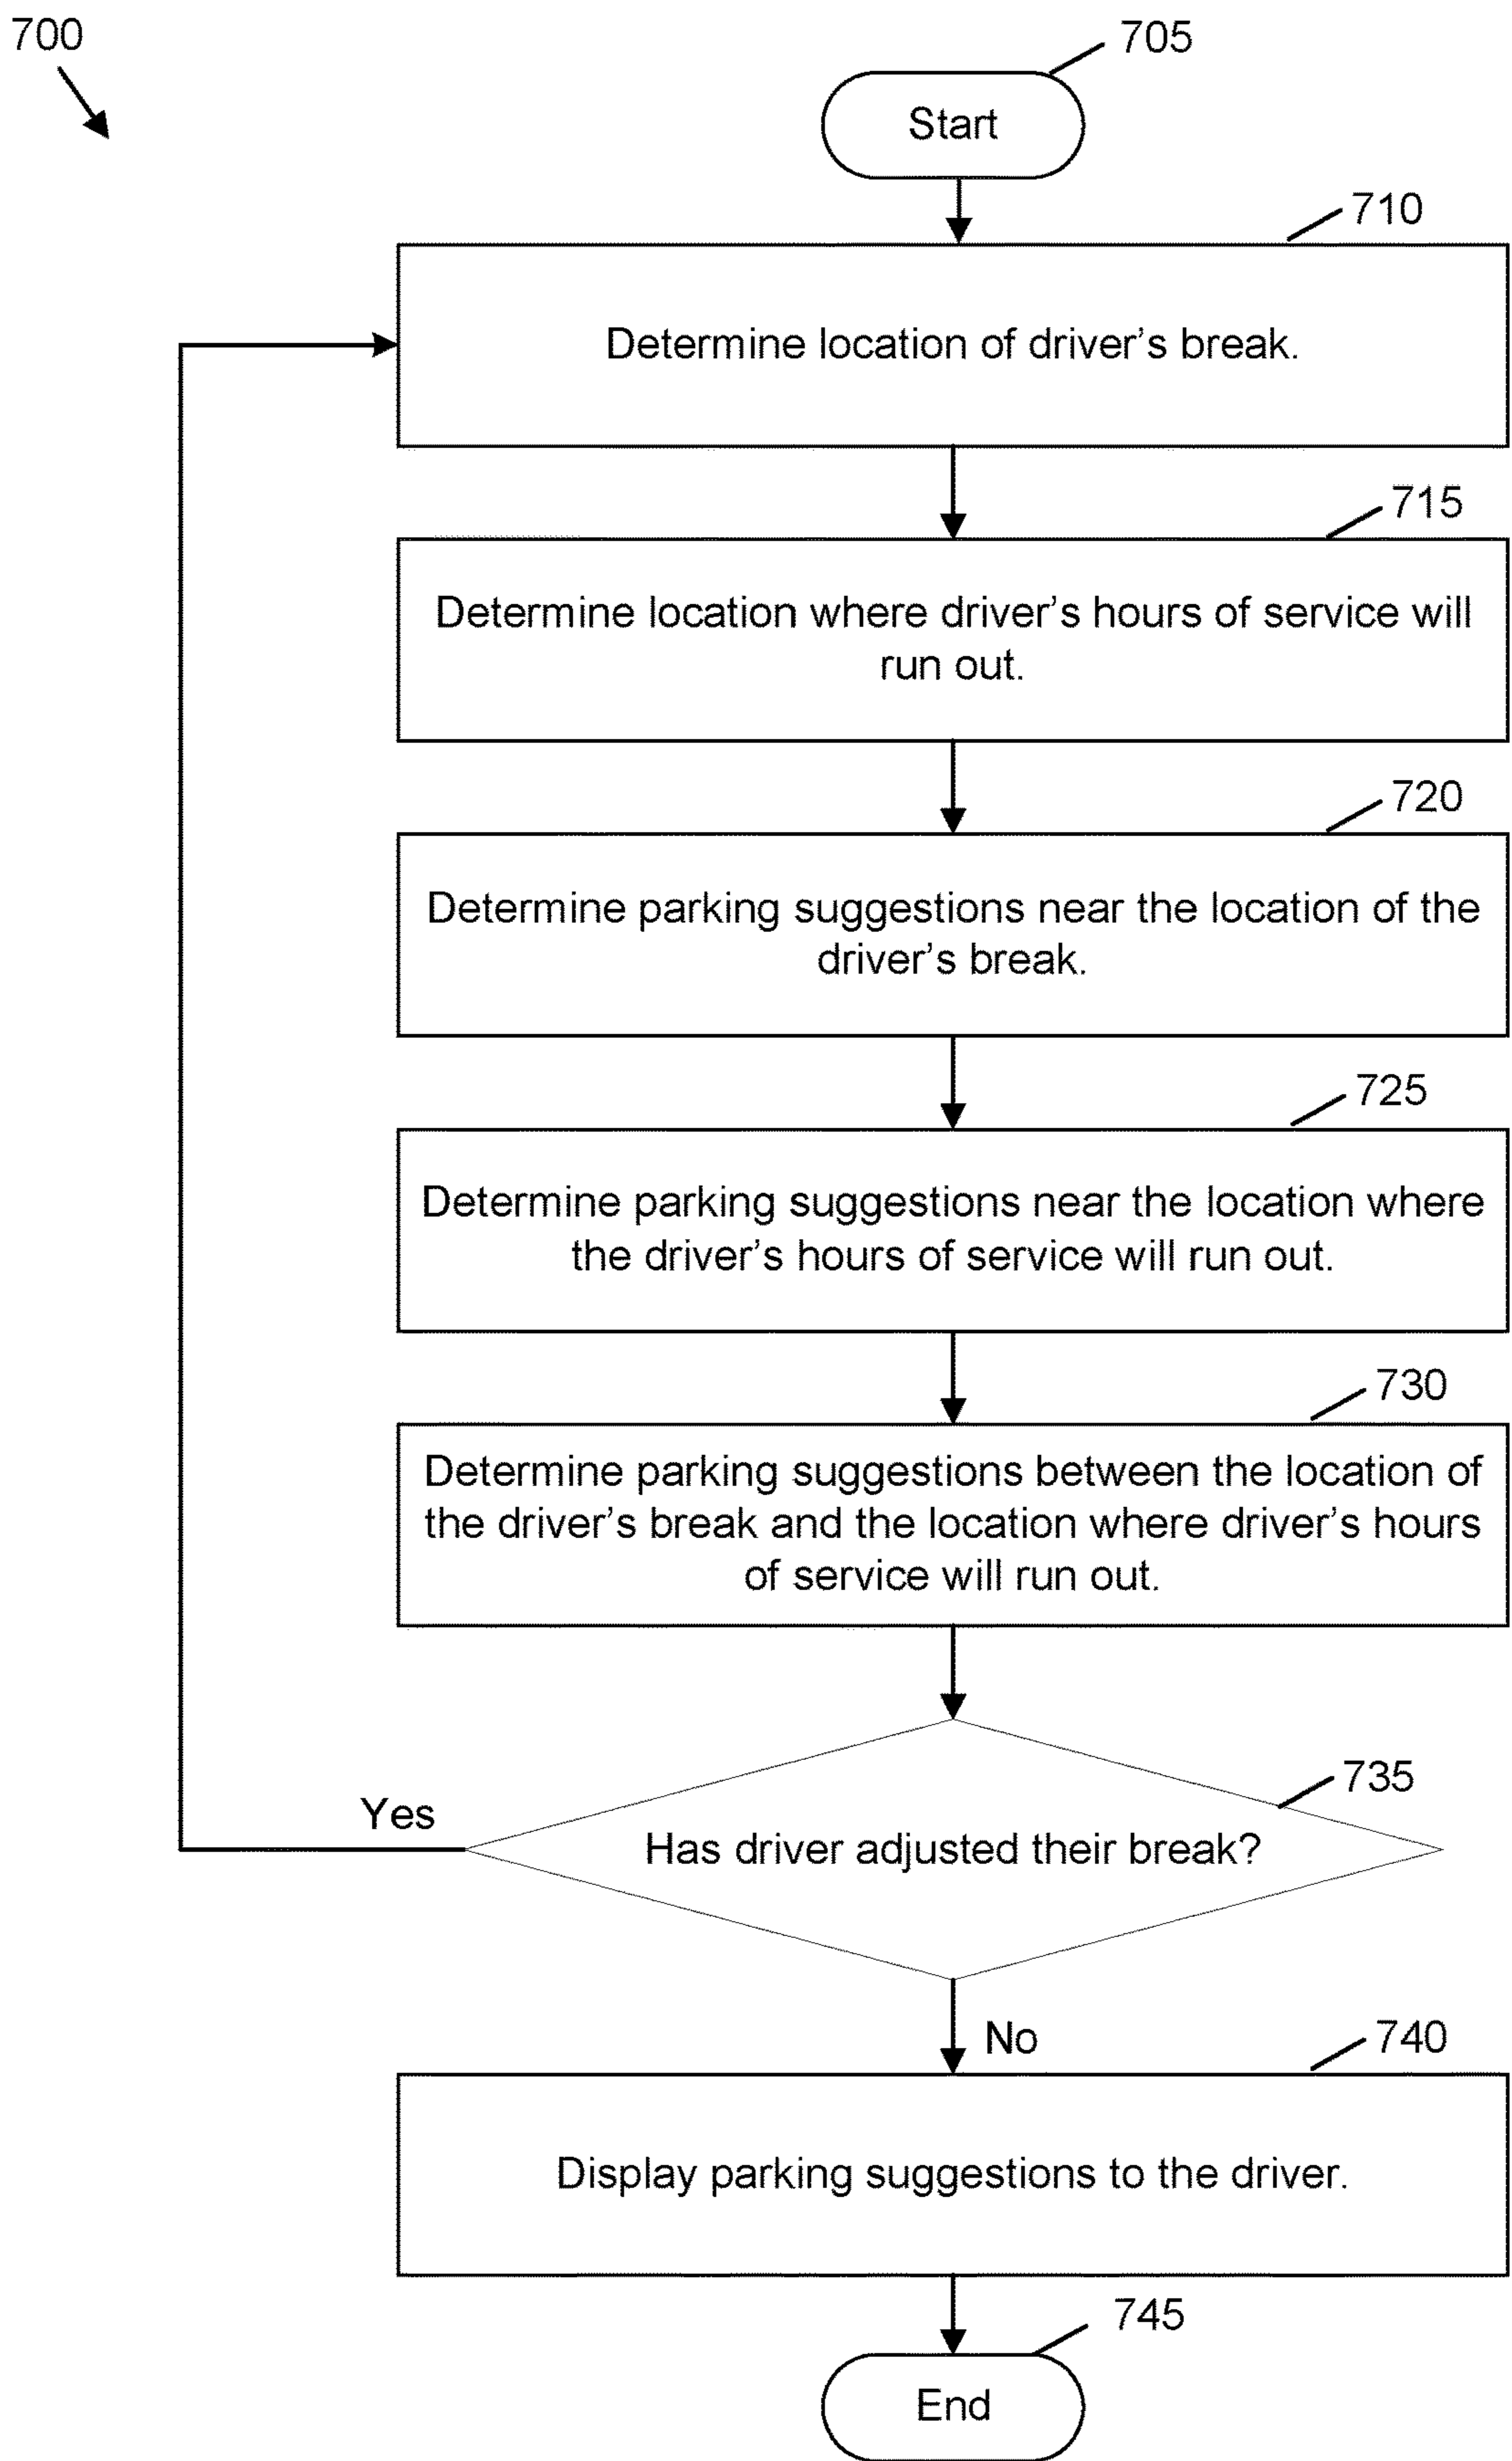 700
705
Start
710
Determine location of driver’s break.
715
Determine location where driver’s hours of service will
run out.
720
Determine parking suggestions near the location of the
driver’s break.
725
Determine parking suggestions near the location where
the driver’s hours of service will run out.
730
Determine parking suggestions between the location of
the driver’s break and the location where driver’s hours
of service will run out.
735
Yes
Has driver adjusted their break?
No
740
Display parking suggestions to the driver.
745
End